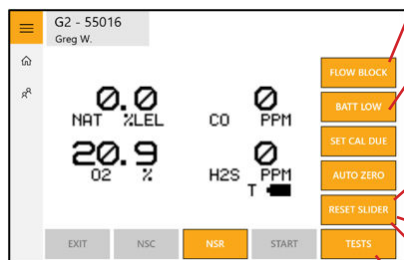 G2 - 55016
Greg W.
FLOW BLOCK
0.0 0
NAT %LEL CO PPM
BATT LOW
SET CAL DUE
20.9 0
O2 % H2S PPM
T
AUTO ZERO
RESET SLIDER
EXIT NSC NSR START TESTS